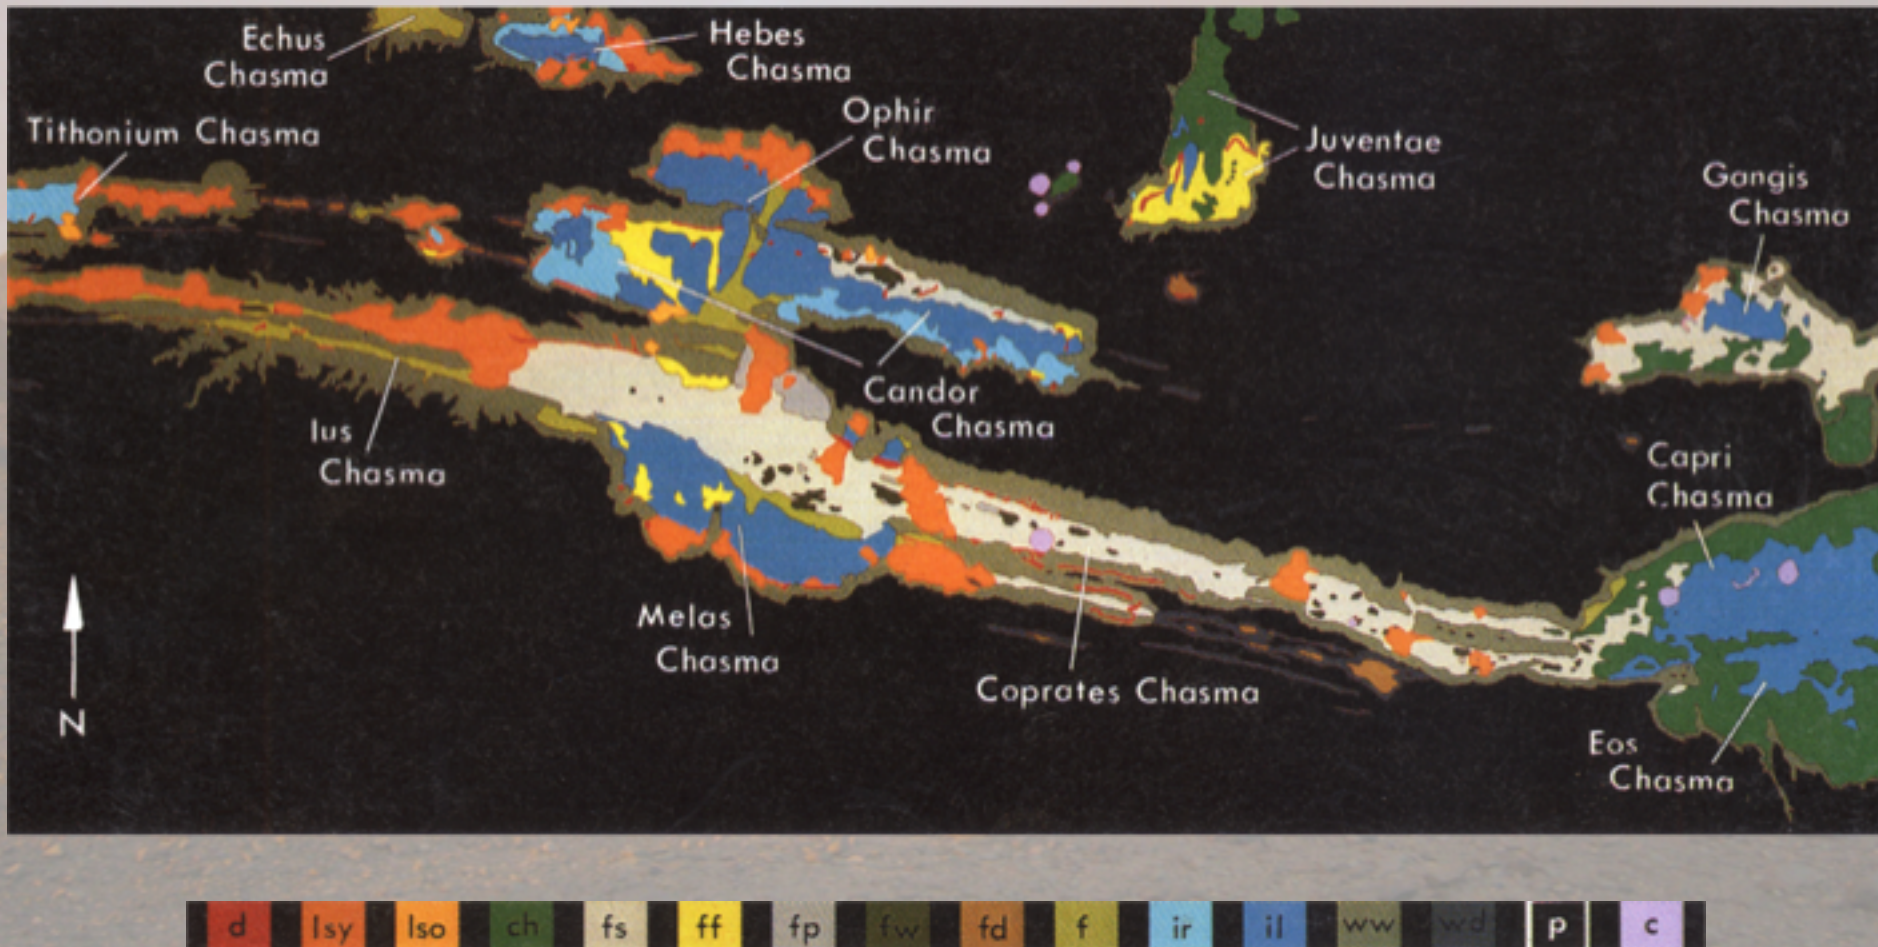 Echus
Chasma
Hebes
Chasma
Ophir
Chasma
Tithonium Chasma
Juventae
Chasma
Gangis
Chasma
Candor
Chasma
Ius
Chasma
Capri
Chasma
Melas
Chasma
Coprates Chasma
N
Eos
Chasma
d lsy lso ch fs ff fp fw fd f ir il ww wd p c